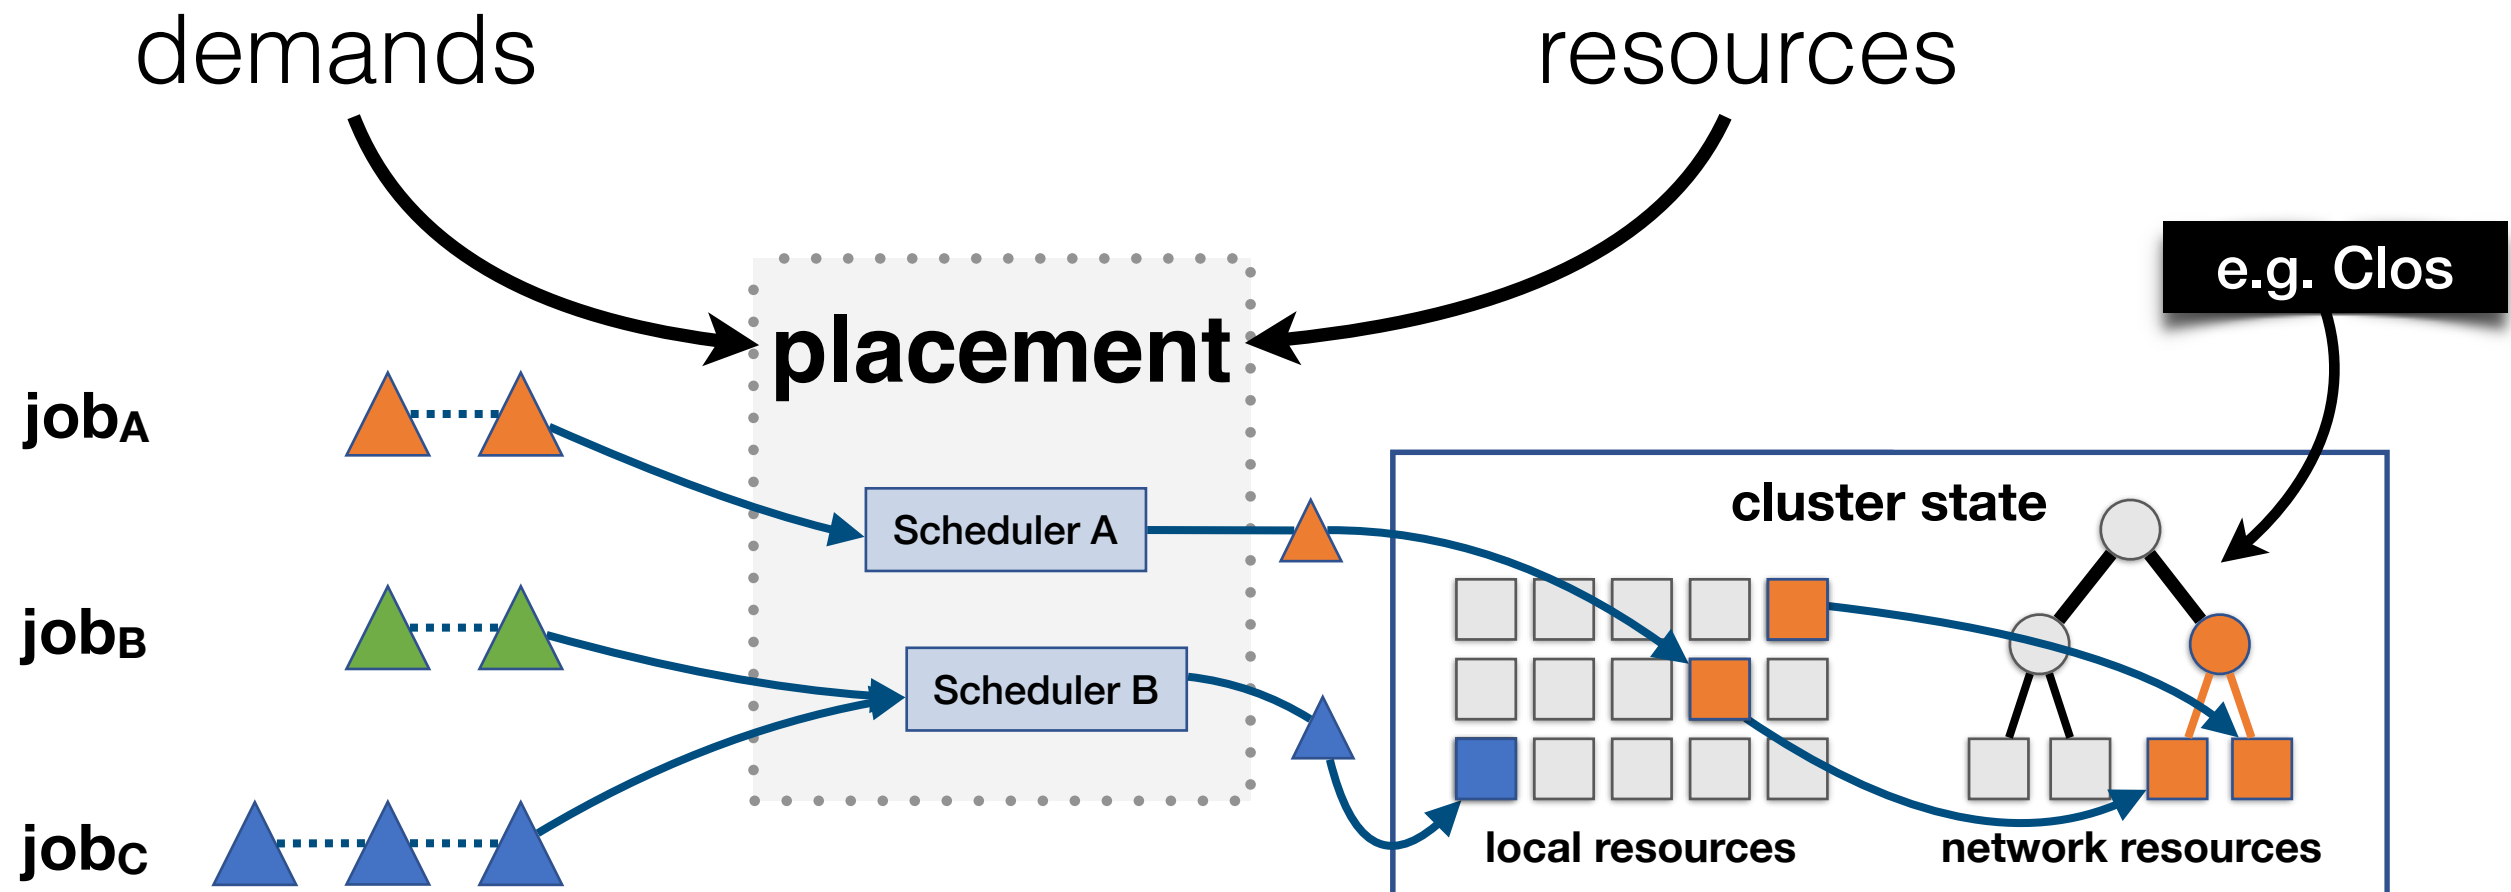 demands
resources
e.g. Clos
placement
jobA
cluster state
Scheduler A
jobB
Scheduler B
jobC
local resources
network resources